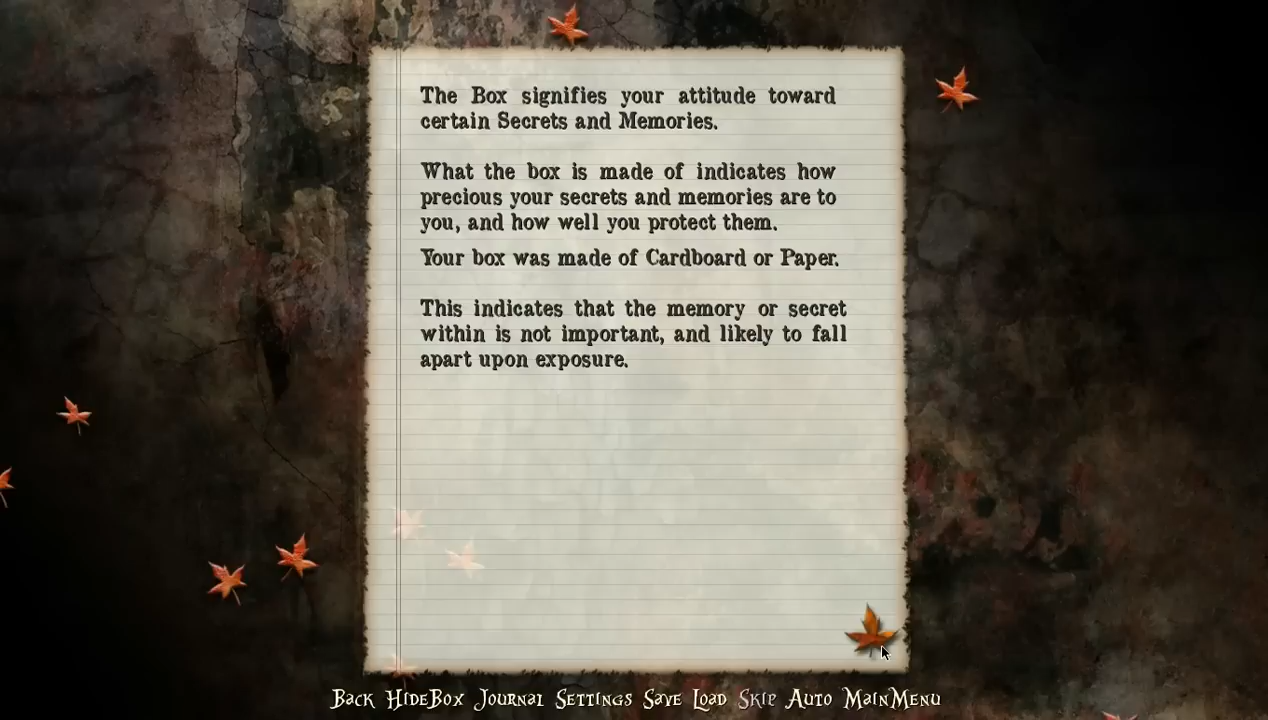 The Box signifies your attitude toward
certain Secrets and Memories.
What the box is made of indicates how
precious your secrets and memories are to
you, and how well you protect them.
Your box was made of Cardboard or Paper.
This indicates that the memory or secret
within is not important, and likely to fall
apart upon exposure.
Back HideBox Journal Settings Save Load Skip Auto MainMenu